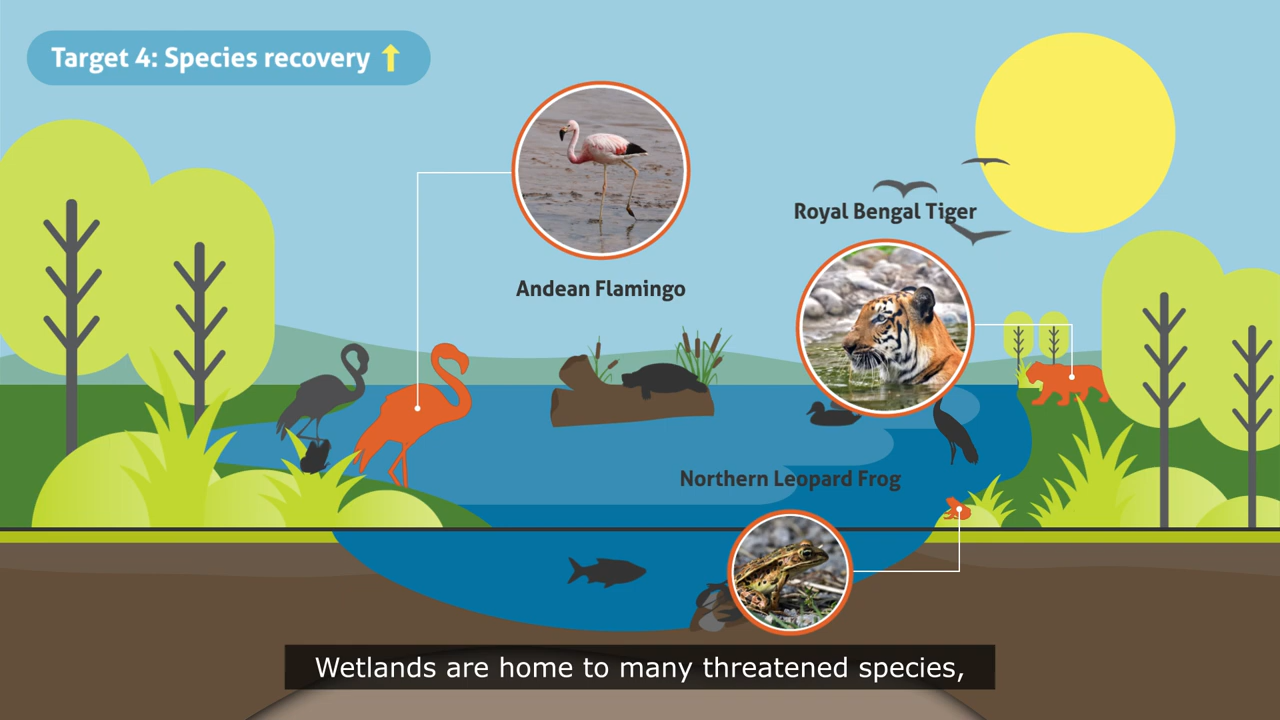 Target 4: Species recovery
Royal Bengal Tiger
Andean Flamingo
Northern Leopard Frog
Wetlands are home to many threatened species,